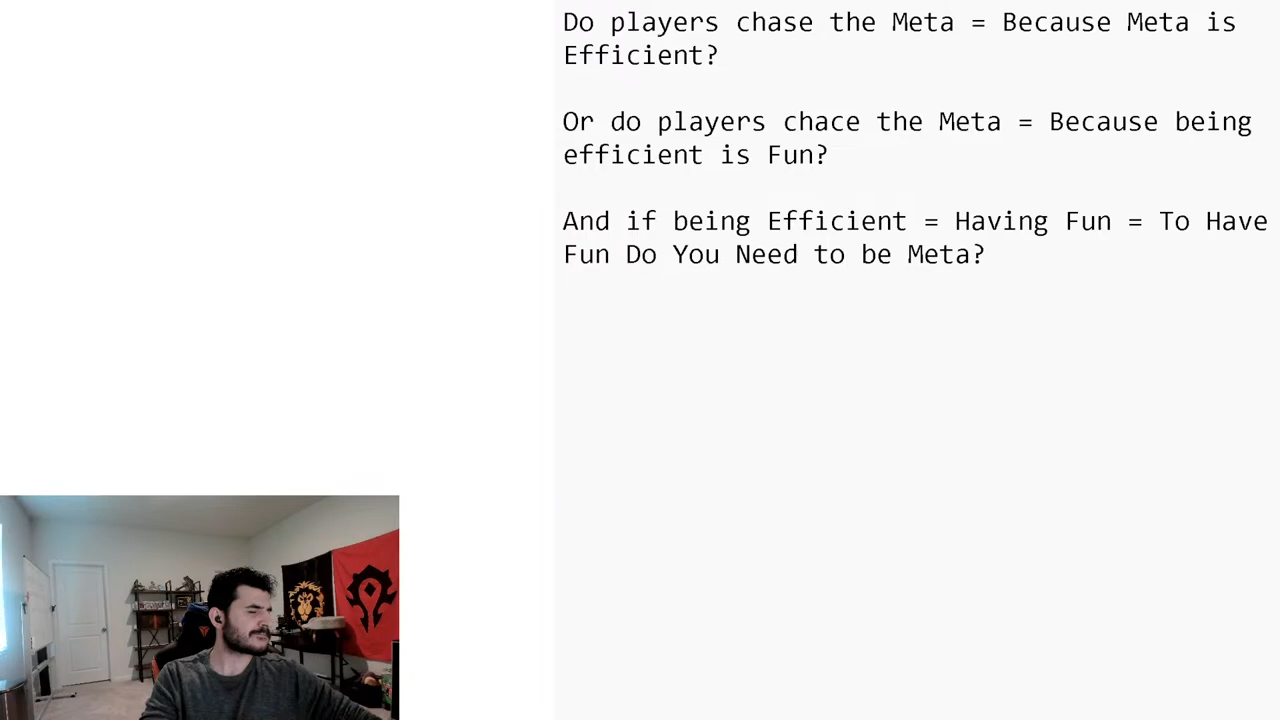 Do players chase the Meta = Because Meta is
Efficient?
Or do players chace the Meta = Because being
efficient is Fun?
And if being Efficient = Having Fun = To Have
Fun Do You Need to be Meta?